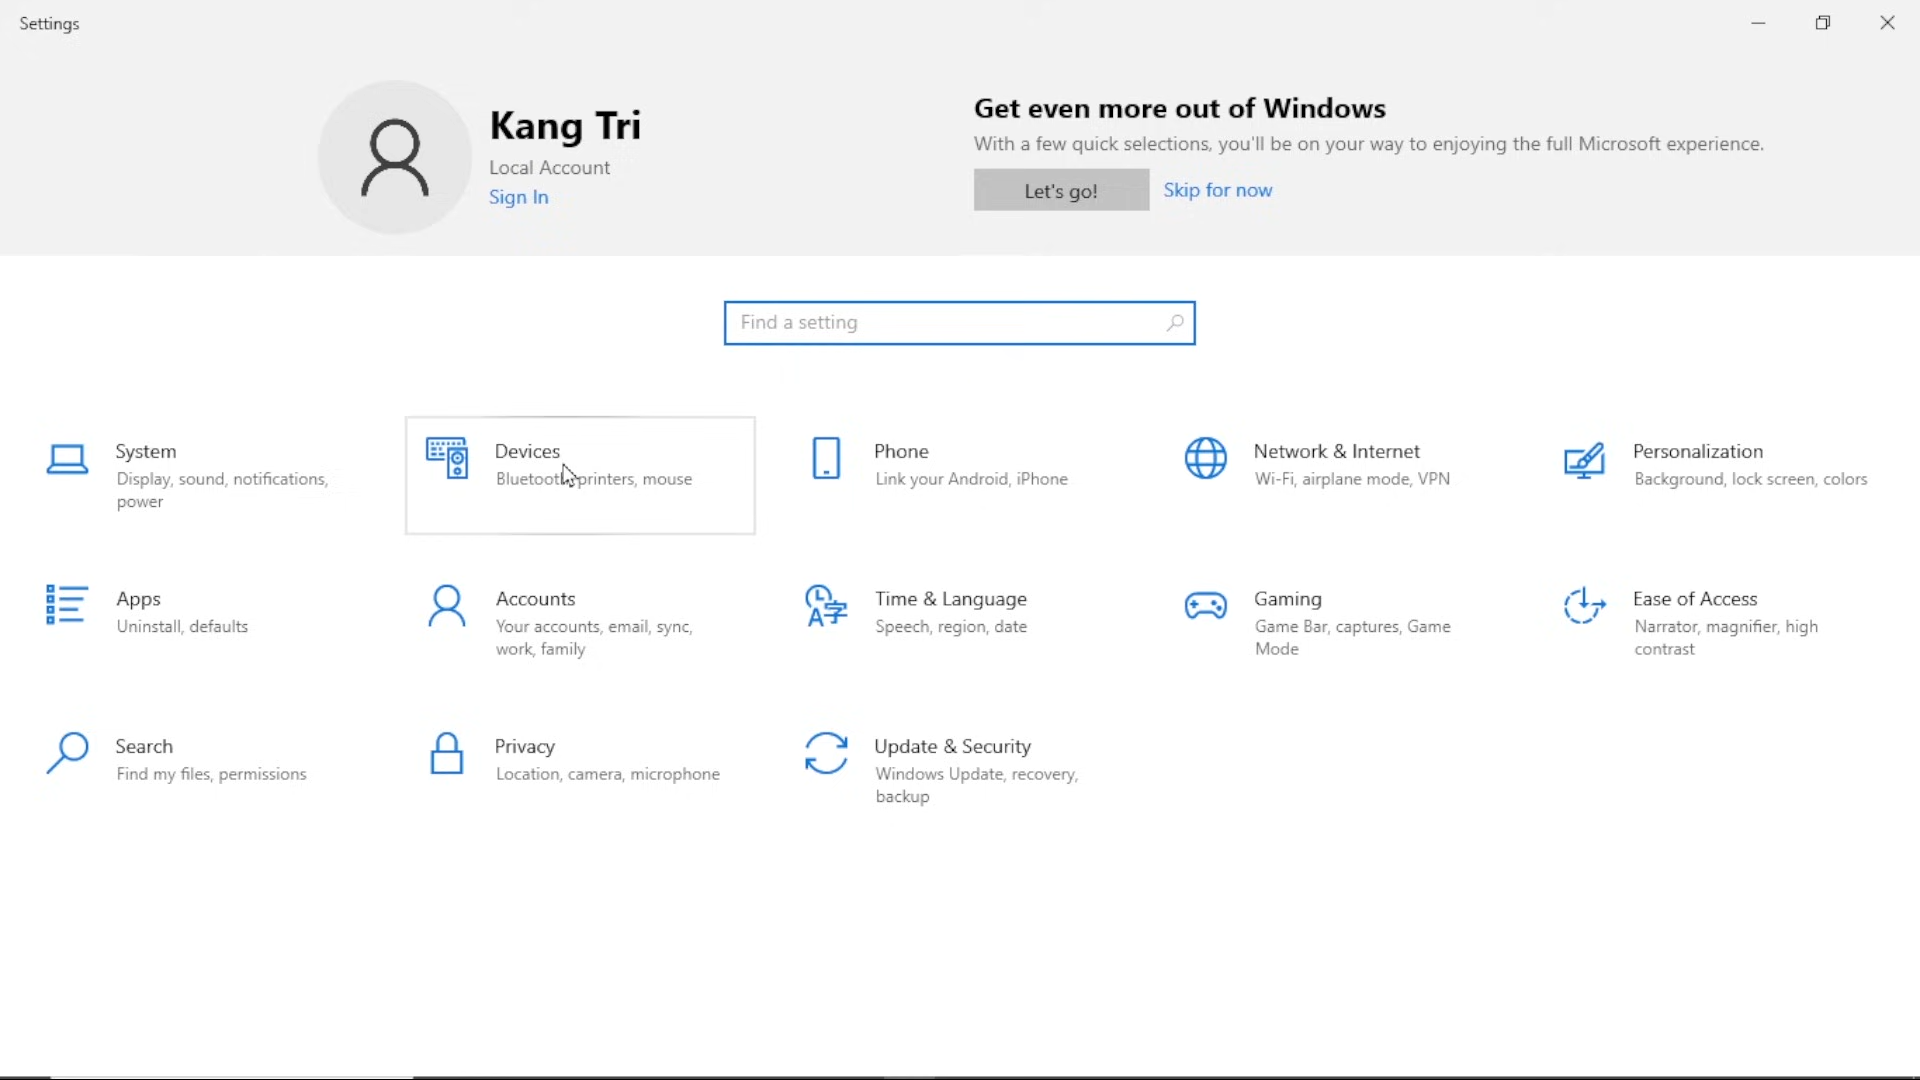 Settings
Kang Tri
Local Account
Sign In
Get even more out of Windows
With a few quick selections, you'll be on your way to enjoying the full Microsoft experience.
Let's go!
Skip for now
Find a setting
System
Display, sound, notifications,
power
Devices
Bluetooth, printers, mouse
Phone
Link your Android, iPhone
Network & Internet
Wi-Fi, airplane mode, VPN
Personalization
Background, lock screen, colors
Apps
Uninstall, defaults
Accounts
Your accounts, email, sync,
work, family
Time & Language
Speech, region, date
Gaming
Game Bar, captures, Game
Mode
Ease of Access
Narrator, magnifier, high
contrast
Search
Find my files, permissions
Privacy
Location, camera, microphone
Update & Security
Windows Update, recovery,
backup